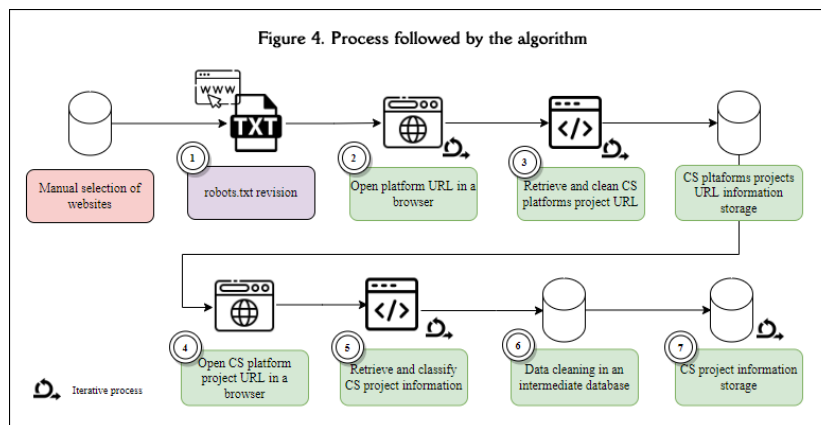 Figure 4. Process followed by the algorithm
WWW
TXT
1
2
3
Manual selection of
websites
robots.txt revision
Open platform URL in a
browser
Retrieve and clean CS
platforms project URL
CS pltaforms projects
URL information
storage
4
5
6
7
Open CS platform
project URL in a
browser
Retrieve and classify
CS project information
Data cleaning in an
intermediate database
CS project information
storage
Iterative process